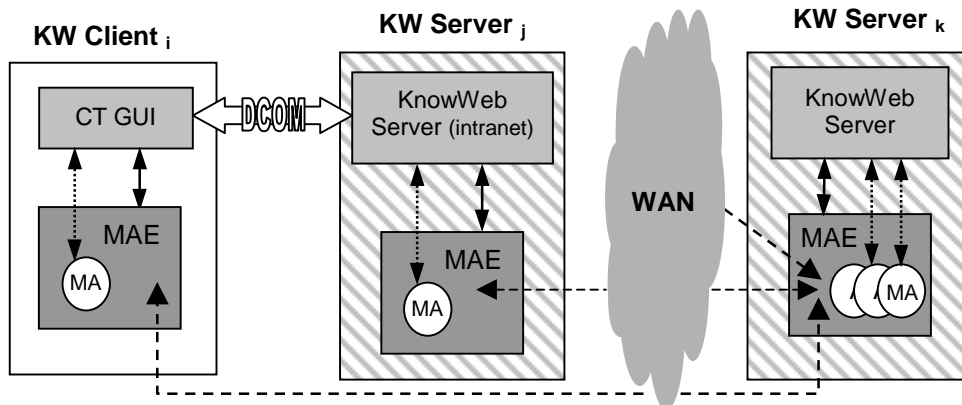 KW Client i
KW Server j
KW Server k
CT GUI
DCOM
KnowWeb
Server (intranet)
KnowWeb
Server
WAN
MAE
MA
MAE
MA
MAE
MA